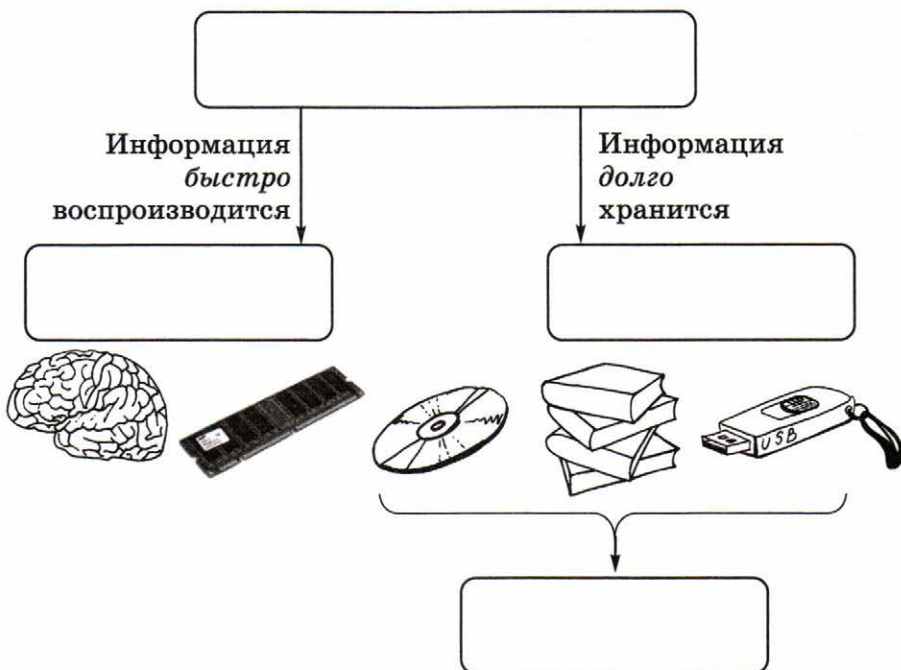 Информация
быстро
воспроизводится
Информация
долго
хранится
USB